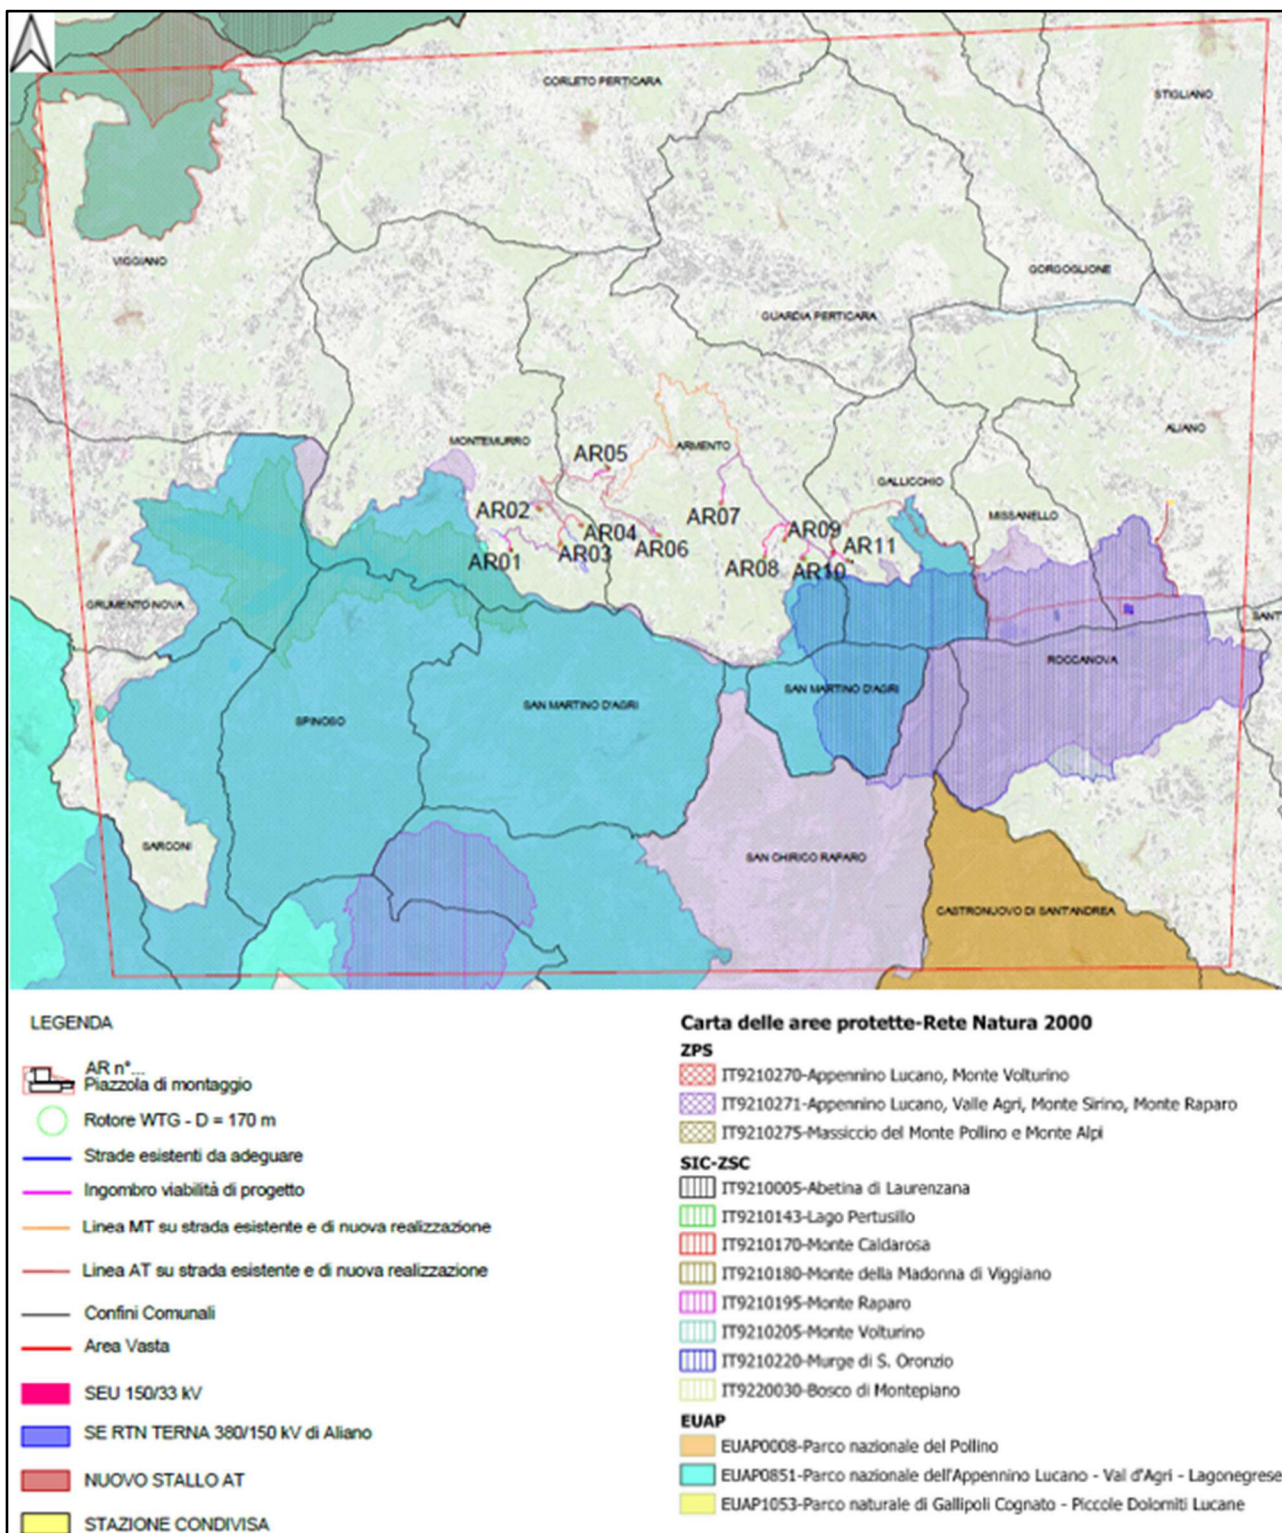 CORLETO PERTICARA
STIGLIANO
VIGGIANO
GORGOGLIONE
GUARDIA PERTICARA
ALIANO
MONTEMURRO
ARMENTO
AR05
GALLICCHIO
AR02
AR07
MISSANELLO
AR04
AR09
AR03
AR06
AR11
AR01
AR08
AR10
GRUMENTO NOVA
SANT
ROCCANOVA
SAN MARTINO D'AGRI
SAN MARTINO D'AGRI
SPINOSO
SARCONI
SAN CHIRICO RAPARO
CASTRONUOVO DI SANT'ANDREA
LEGENDA
AR n°...
Piazzola di montaggio
Rotore WTG - D = 170 m
Strade esistenti da adeguare
Ingombro viabilità di progetto
Linea MT su strada esistente e di nuova realizzazione
Linea AT su strada esistente e di nuova realizzazione
Confini Comunali
Area Vasta
SEU 150/33 kV
SE RTN TERNA 380/150 kV di Aliano
NUOVO STALLO AT
STAZIONE CONDIVISA
Carta delle aree protette-Rete Natura 2000
ZPS
IT9210270-Appennino Lucano, Monte Volturino
IT9210271-Appennino Lucano, Valle Agri, Monte Sirino, Monte Raparo
IT9210275-Massiccio del Monte Pollino e Monte Alpi
SIC-ZSC
IT9210005-Abetina di Laurenzana
IT9210143-Lago Pertusillo
IT9210170-Monte Caldarosa
IT9210180-Monte della Madonna di Viggiano
IT9210195-Monte Raparo
IT9210205-Monte Volturino
IT9210220-Murge di S. Oronzio
IT9220030-Bosco di Montepiano
EUAP
EUAP0008-Parco nazionale del Pollino
EUAP0851-Parco nazionale dell'Appennino Lucano - Val d'Agri - Lagonegrese
EUAP1053-Parco naturale di Gallipoli Cognato - Piccole Dolomiti Lucane